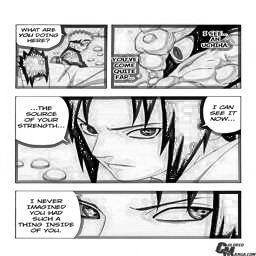 WHAT ARE
YOU DOING
HERE?
I SEE...
AN
UCHIHA.
YOU'VE
COME
QUITE
FAR...
...THE
SOURCE
OF YOUR
STRENGTH...
I CAN
SEE IT
NOW...
I NEVER
IMAGINED
YOU HAD
SUCH A
THING INSIDE
OF YOU.
COLORED
MANGA.COM